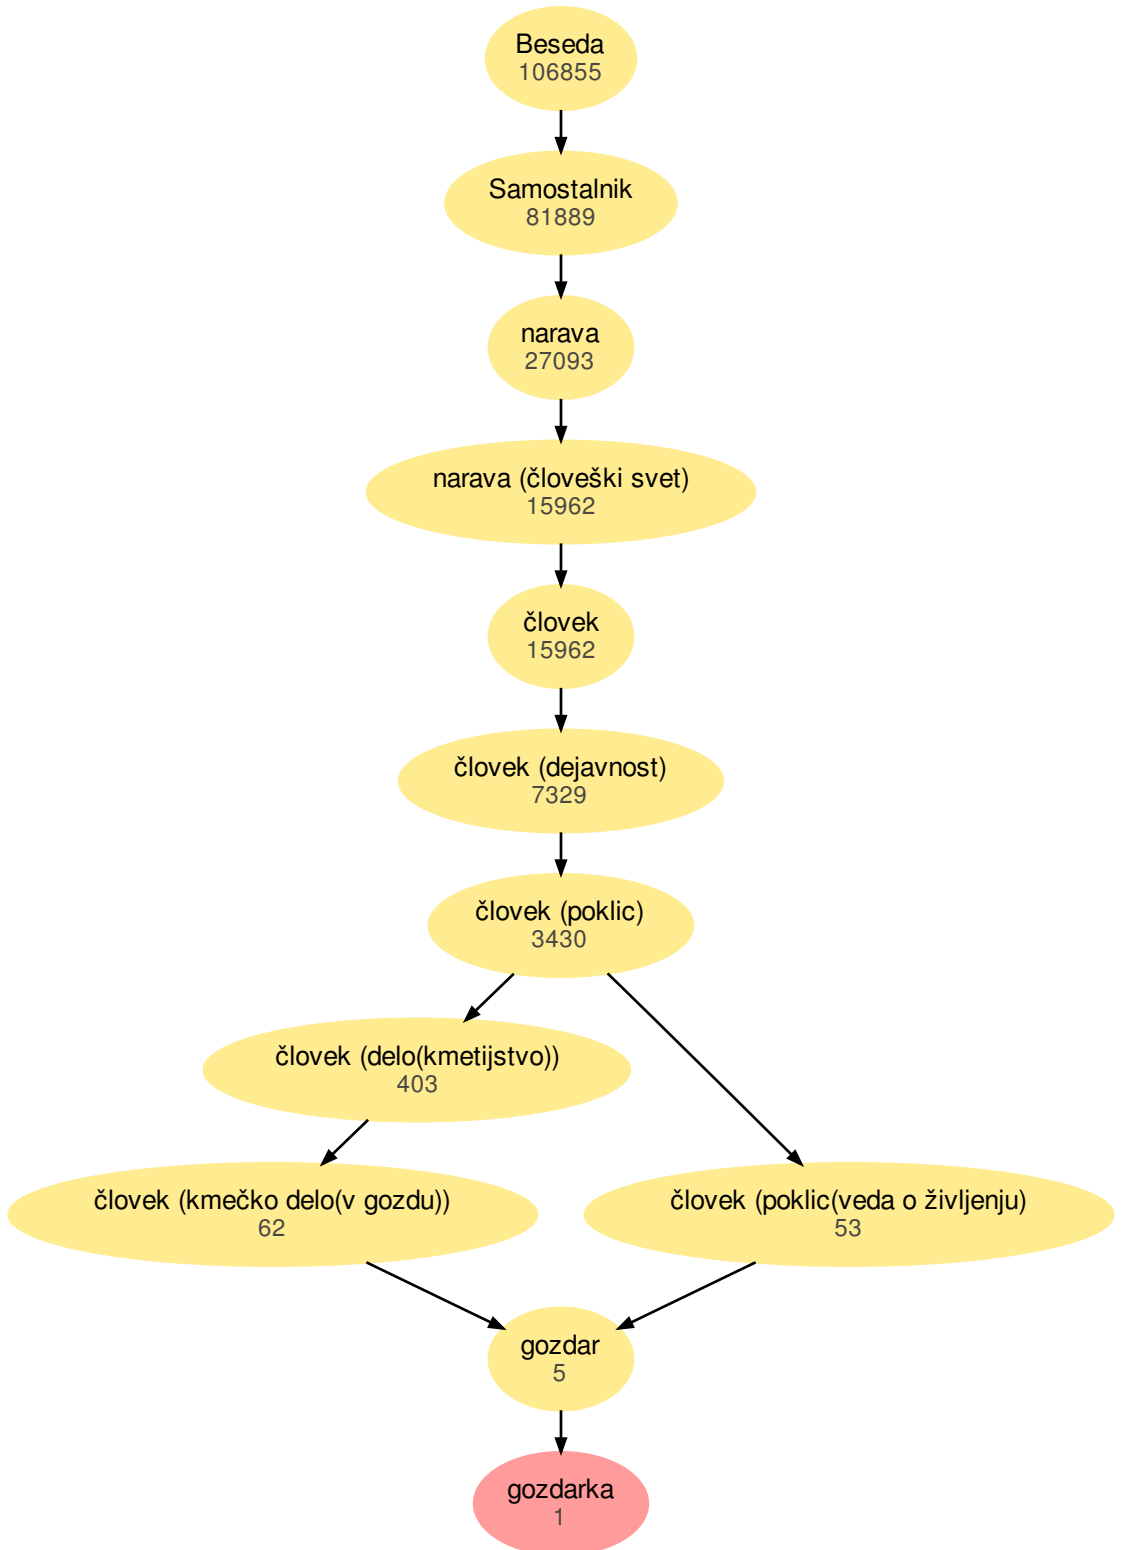 Beseda
106855
Samostalnik
81889
narava
27093
narava (človeški svet)
15962
človek
15962
človek (dejavnost)
7329
človek (poklic)
3430
človek (delo(kmetijstvo))
403
človek (kmečko delo(v gozdu))
62
človek (poklic(veda o življenju)
53
gozdar
5
gozdarka
1